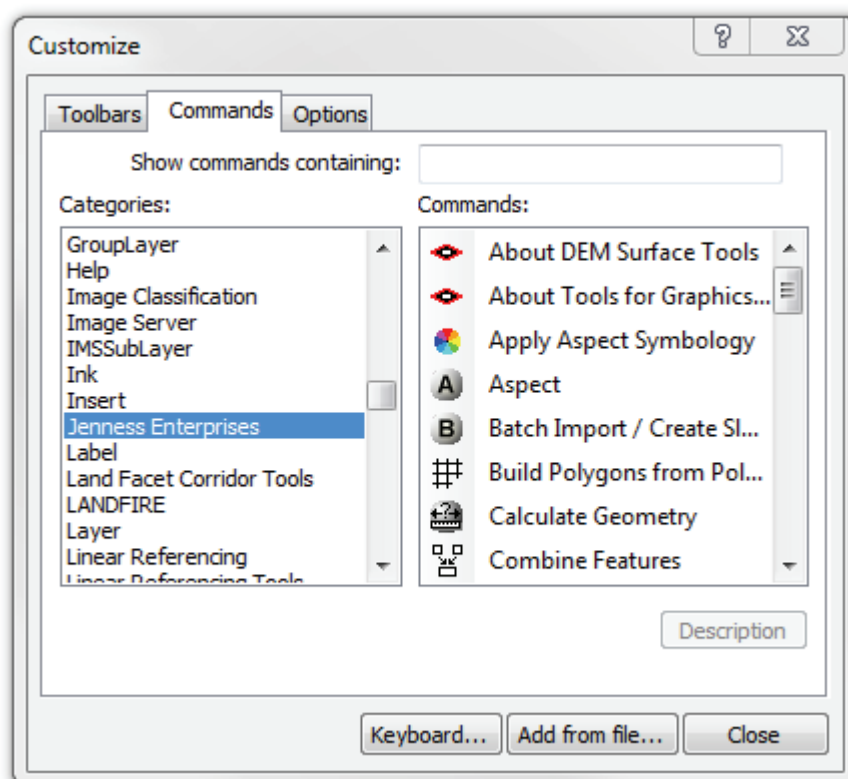 Customize
Toolbars Commands Options
Show commands containing:
Categories:
GroupLayer
Help
Image Classification
Image Server
IMSSubLayer
Ink
Insert
Jenness Enterprises
Label
Land Facet Corridor Tools
LANDFIRE
Layer
Linear Referencing
Linear Referencing Tools
Commands:
About DEM Surface Tools
About Tools for Graphics...
Apply Aspect Symbology
A Aspect
B Batch Import / Create Sl...
Build Polygons from Pol...
Calculate Geometry
Combine Features
Description
Keyboard... Add from file... Close